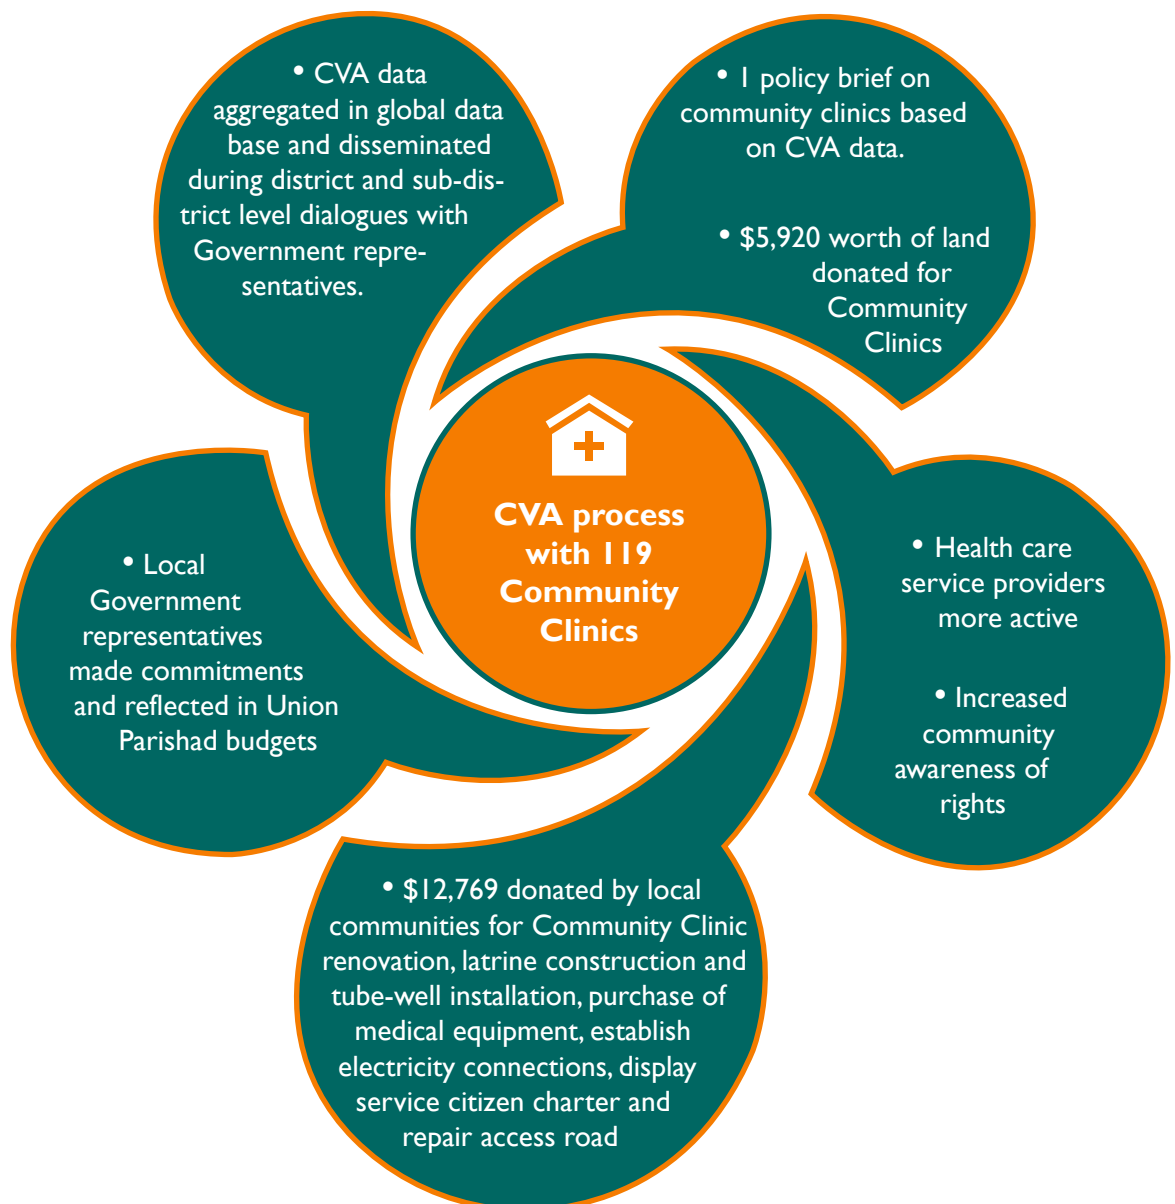 • CVA data
aggregated in global data
base and disseminated
during district and sub-dis-
trict level dialogues with
Government repre-
sentatives.
• 1 policy brief on
community clinics based
on CVA data.
• $5,920 worth of land
donated for
Community
Clinics
CVA process
with 119
Community
Clinics
• Health care
service providers
more active
• Increased
community
awareness of
rights
• Local
Government
representatives
made commitments
and reflected in Union
Parishad budgets
• $12,769 donated by local
communities for Community Clinic
renovation, latrine construction and
tube-well installation, purchase of
medical equipment, establish
electricity connections, display
service citizen charter and
repair access road